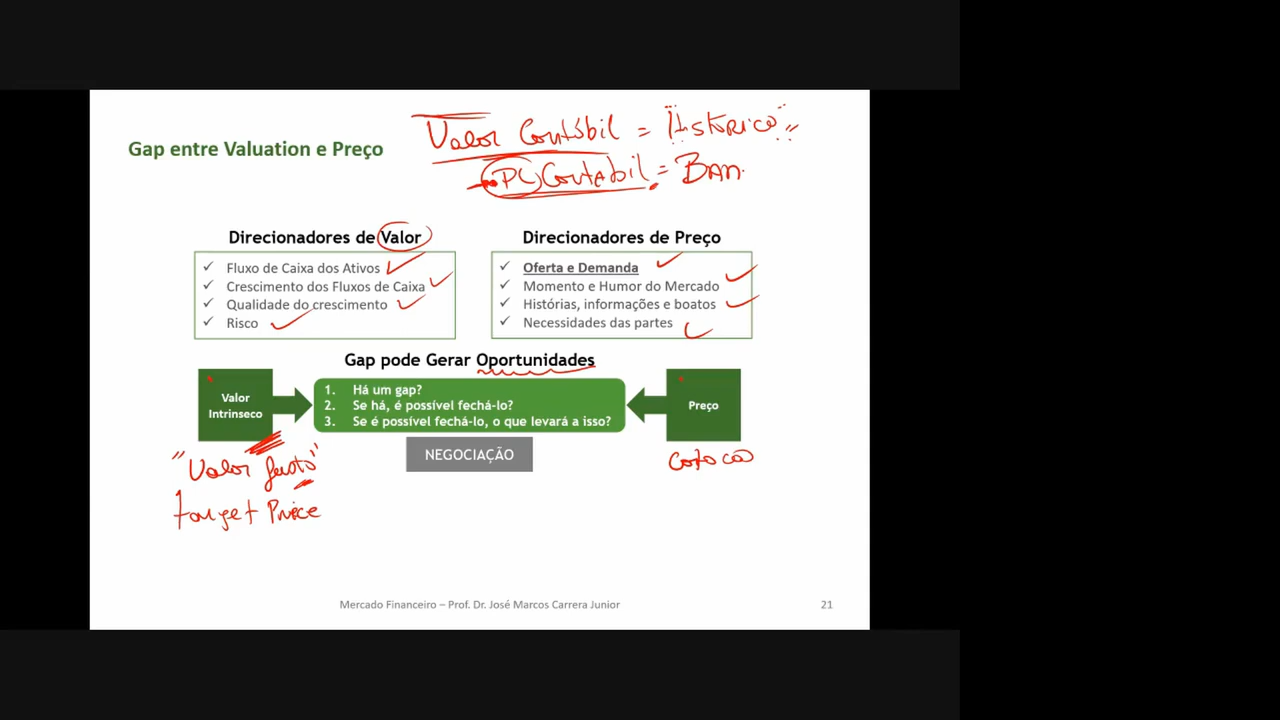 Valor Contábil = "Histórico"
PL Contábil = Ban.
Gap entre Valuation e Preço
Direcionadores de Valor
✓ Fluxo de Caixa dos Ativos
✓ Crescimento dos Fluxos de Caixa
✓ Qualidade do crescimento
✓ Risco
Direcionadores de Preço
✓ Oferta e Demanda
✓ Momento e Humor do Mercado
✓ Histórias, informações e boatos
✓ Necessidades das partes
Gap pode Gerar Oportunidades
Valor
Intrinseco
1. Há um gap?
2. Se há, é possível fechá-lo?
3. Se é possível fechá-lo, o que levará a isso?
Preço
NEGOCIAÇÃO
"Valor Justo"
target Price
Cotocão
Mercado Financeiro – Prof. Dr. José Marcos Carrera Junior
21